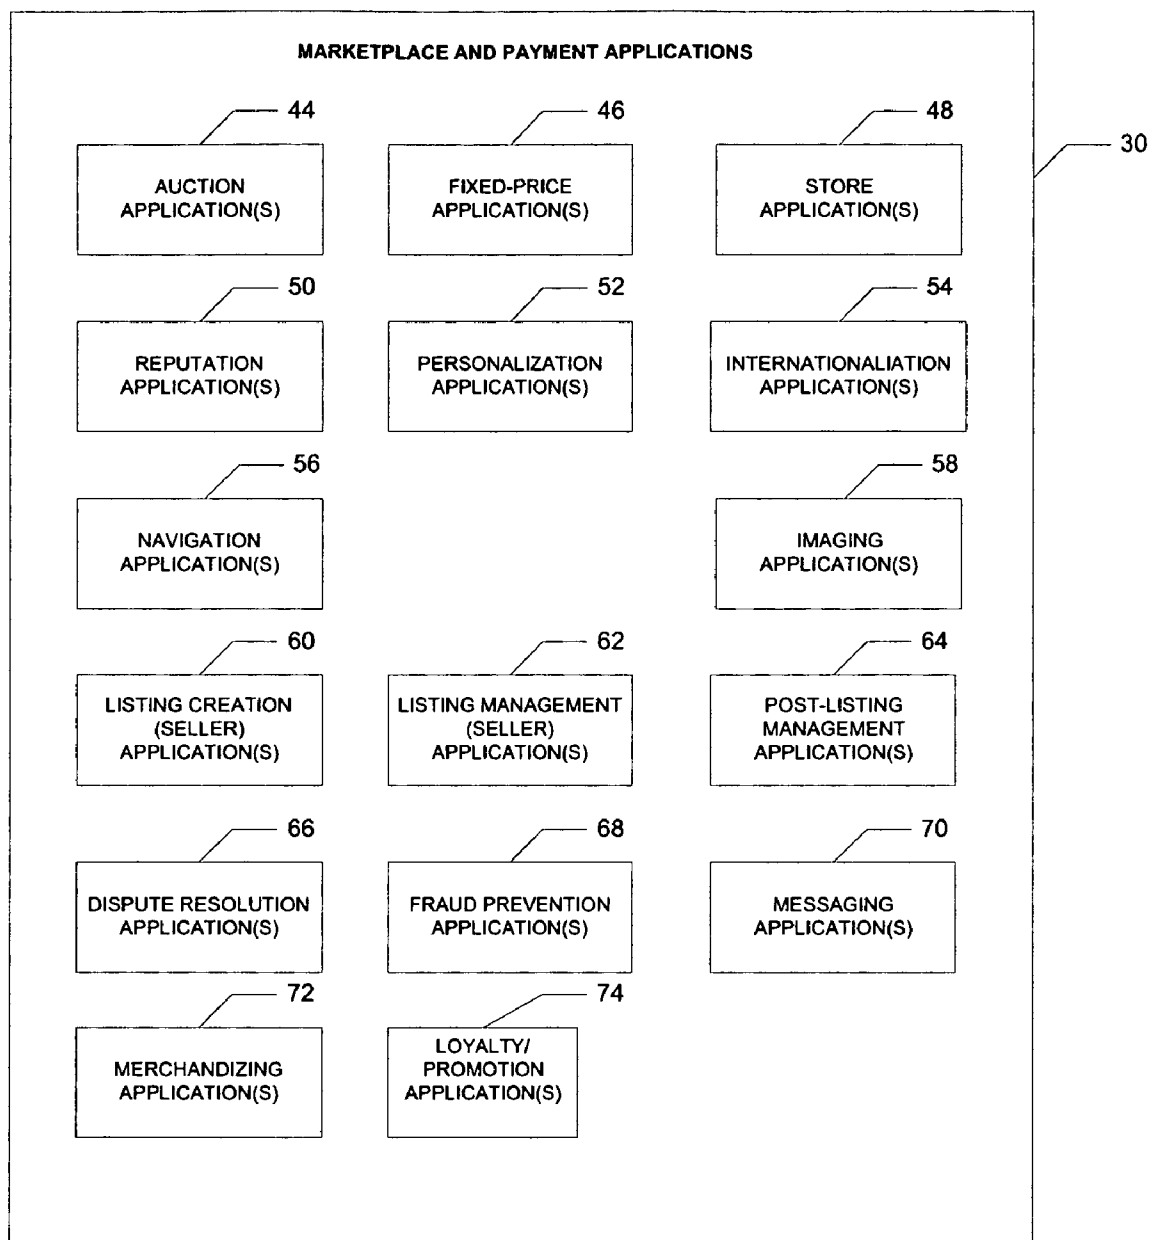 MARKETPLACE AND PAYMENT APPLICATIONS
44
46
48
30
AUCTION
APPLICATION(S)
FIXED-PRICE
APPLICATION(S)
STORE
APPLICATION(S)
50
52
54
REPUTATION
APPLICATION(S)
PERSONALIZATION
APPLICATION(S)
INTERNATIONALIATION
APPLICATION(S)
56
58
NAVIGATION
APPLICATION(S)
IMAGING
APPLICATION(S)
60
62
64
LISTING CREATION
(SELLER)
APPLICATION(S)
LISTING MANAGEMENT
(SELLER)
APPLICATION(S)
POST-LISTING
MANAGEMENT
APPLICATION(S)
66
68
70
DISPUTE RESOLUTION
APPLICATION(S)
FRAUD PREVENTION
APPLICATION(S)
MESSAGING
APPLICATION(S)
72
74
MERCHANDIZING
APPLICATION(S)
LOYALTY/
PROMOTION
APPLICATION(S)